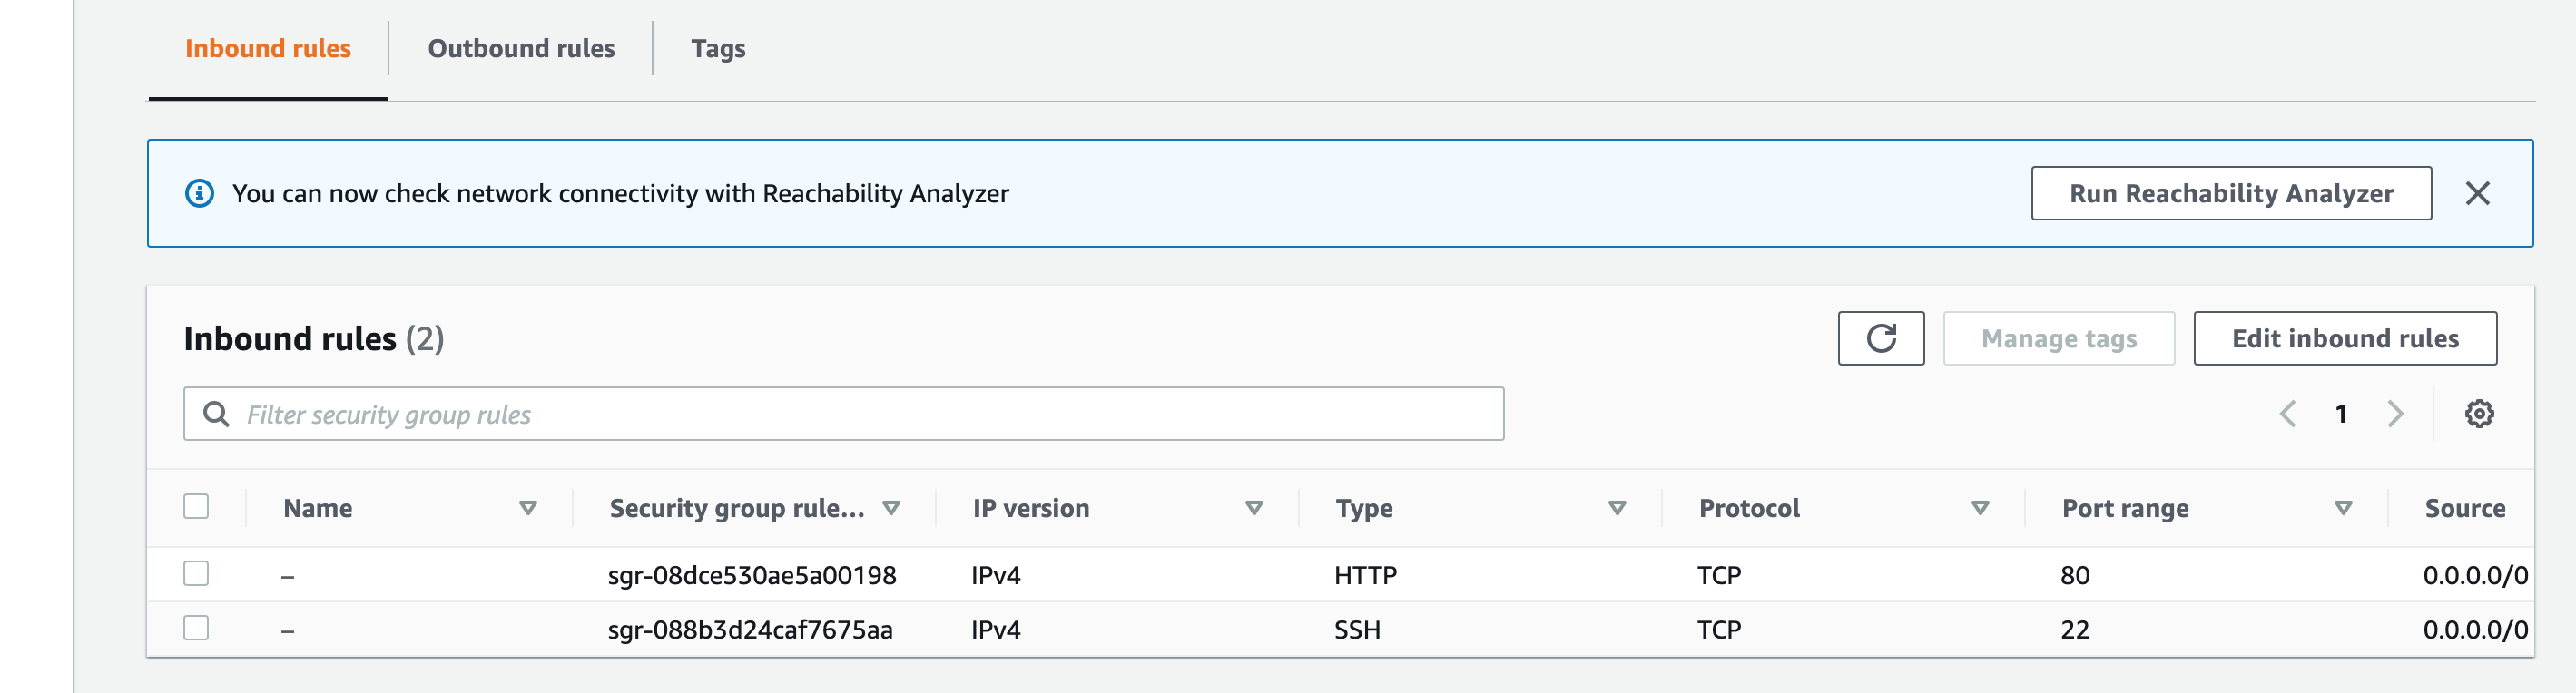 Inbound rules Outbound rules Tags
You can now check network connectivity with Reachability Analyzer Run Reachability Analyzer
Inbound rules (2) Manage tags Edit inbound rules
Filter security group rules 1
Name Security group rule... IP version Type Protocol Port range Source
– sgr-08dce530ae5a00198 IPv4 HTTP TCP 80 0.0.0.0/0
– sgr-088b3d24caf7675aa IPv4 SSH TCP 22 0.0.0.0/0